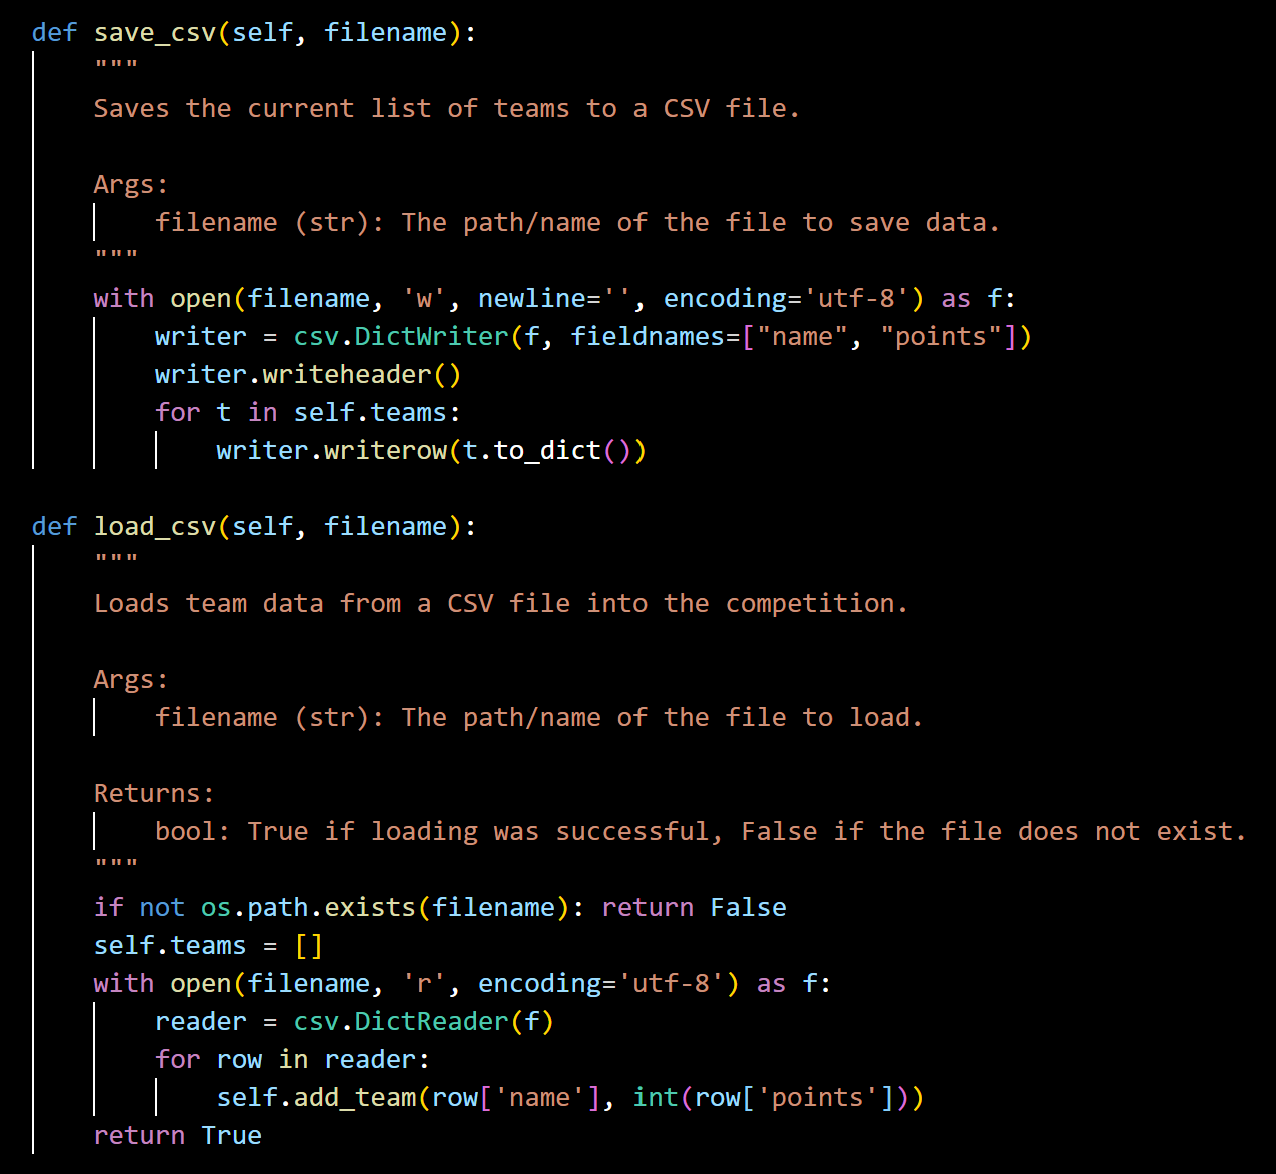 def save_csv(self, filename):
    """
    Saves the current list of teams to a CSV file.

    Args:
        filename (str): The path/name of the file to save data.
    """
    with open(filename, 'w', newline='', encoding='utf-8') as f:
        writer = csv.DictWriter(f, fieldnames=["name", "points"])
        writer.writeheader()
        for t in self.teams:
            writer.writerow(t.to_dict())

def load_csv(self, filename):
    """
    Loads team data from a CSV file into the competition.

    Args:
        filename (str): The path/name of the file to load.

    Returns:
        bool: True if loading was successful, False if the file does not exist.
    """
    if not os.path.exists(filename): return False
    self.teams = []
    with open(filename, 'r', encoding='utf-8') as f:
        reader = csv.DictReader(f)
        for row in reader:
            self.add_team(row['name'], int(row['points']))
    return True